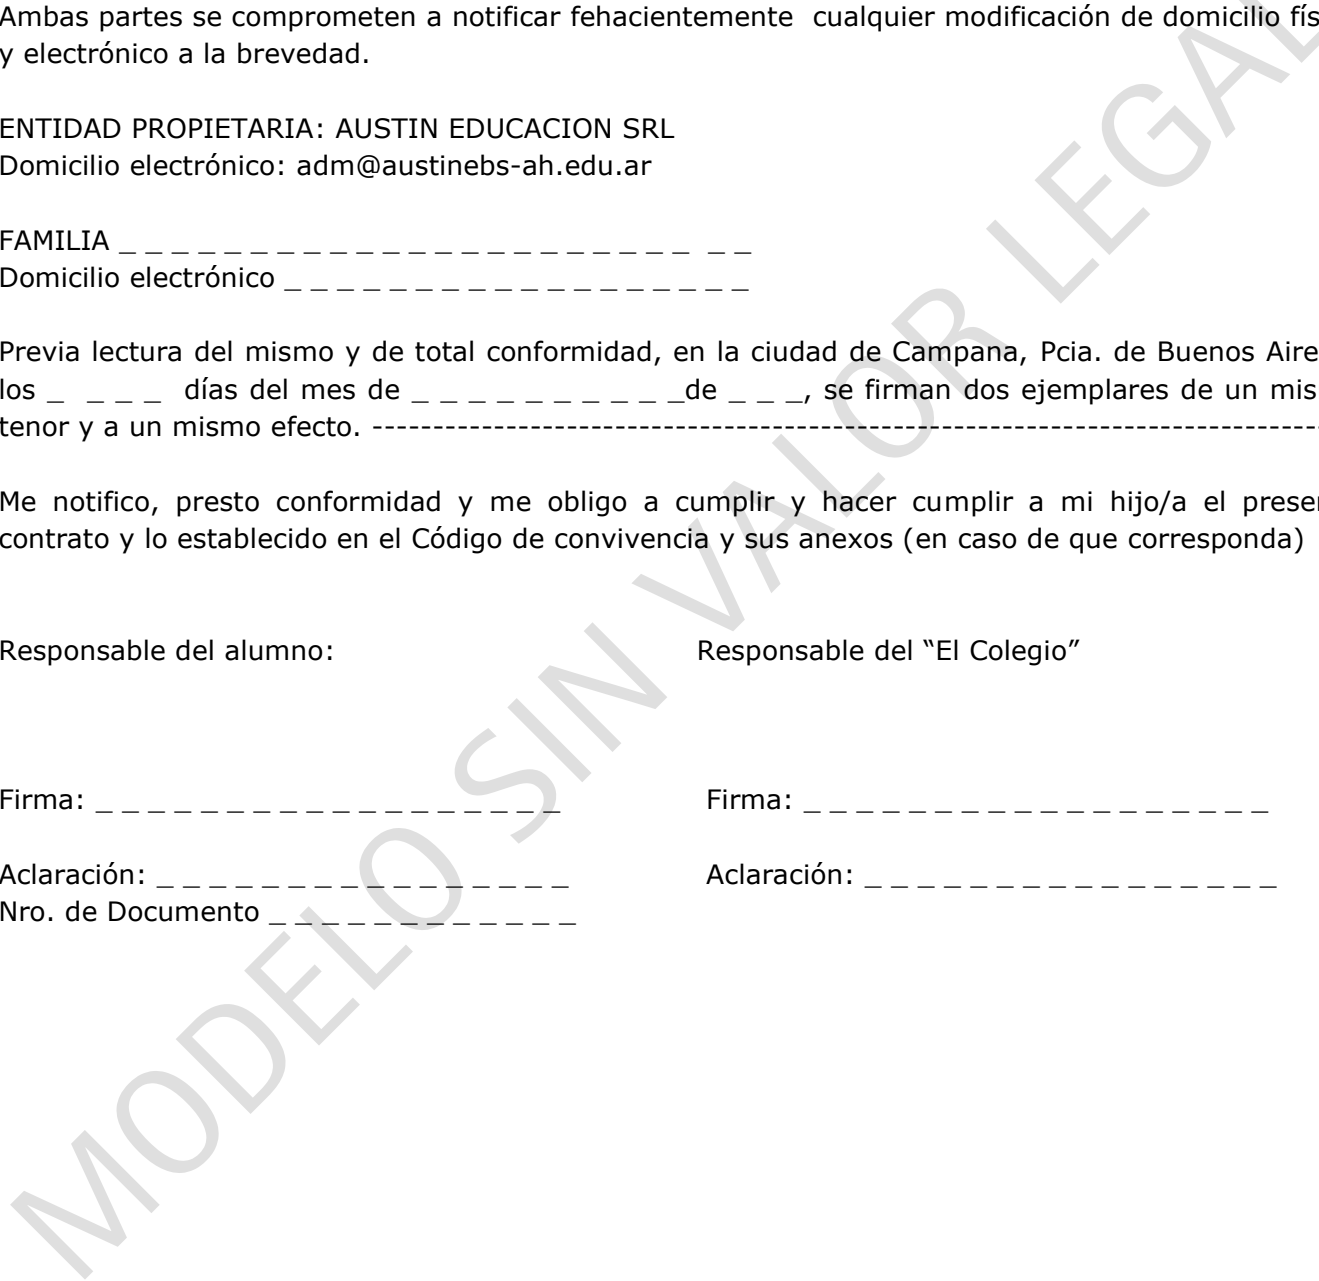 Ambas partes se comprometen a notificar fehacientemente  cualquier modificación de domicilio fís
y electrónico a la brevedad.
ENTIDAD PROPIETARIA: AUSTIN EDUCACION SRL
Domicilio electrónico: adm@austinebs-ah.edu.ar
FAMILIA _ _ _ _ _ _ _ _ _ _ _ _ _ _ _ _ _ _ _ _ _ _ _  _ _
Domicilio electrónico _ _ _ _ _ _ _ _ _ _ _ _ _ _ _ _ _ _
Previa lectura del mismo y de total conformidad, en la ciudad de Campana, Pcia. de Buenos Aire
los _  _ _ _  días del mes de _ _ _ _ _ _ _ _ _ _ _de _ _ _, se firman dos ejemplares de un mis
tenor y a un mismo efecto. -------------------------------------------------------------------------------
Me notifico, presto conformidad y me obligo a cumplir y hacer cumplir a mi hijo/a el preser
contrato y lo establecido en el Código de convivencia y sus anexos (en caso de que corresponda)
Responsable del alumno: Responsable del “El Colegio”
Firma: _ _ _ _ _ _ _ _ _ _ _ _ _ _ _ _ _ _ Firma: _ _ _ _ _ _ _ _ _ _ _ _ _ _ _ _ _ _
Aclaración: _ _ _ _ _ _ _ _ _ _ _ _ _ _ _ _ Aclaración: _ _ _ _ _ _ _ _ _ _ _ _ _ _ _ _
Nro. de Documento _ _ _ _ _ _ _ _ _ _ _ _
MODELO SIN VALOR LEGAL